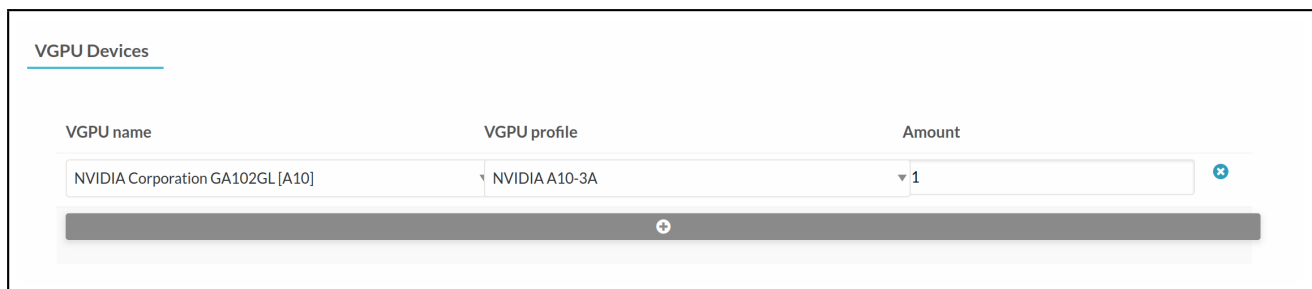 VGPU Devices
VGPU name VGPU profile Amount
NVIDIA Corporation GA102GL [A10] NVIDIA A10-3A 1